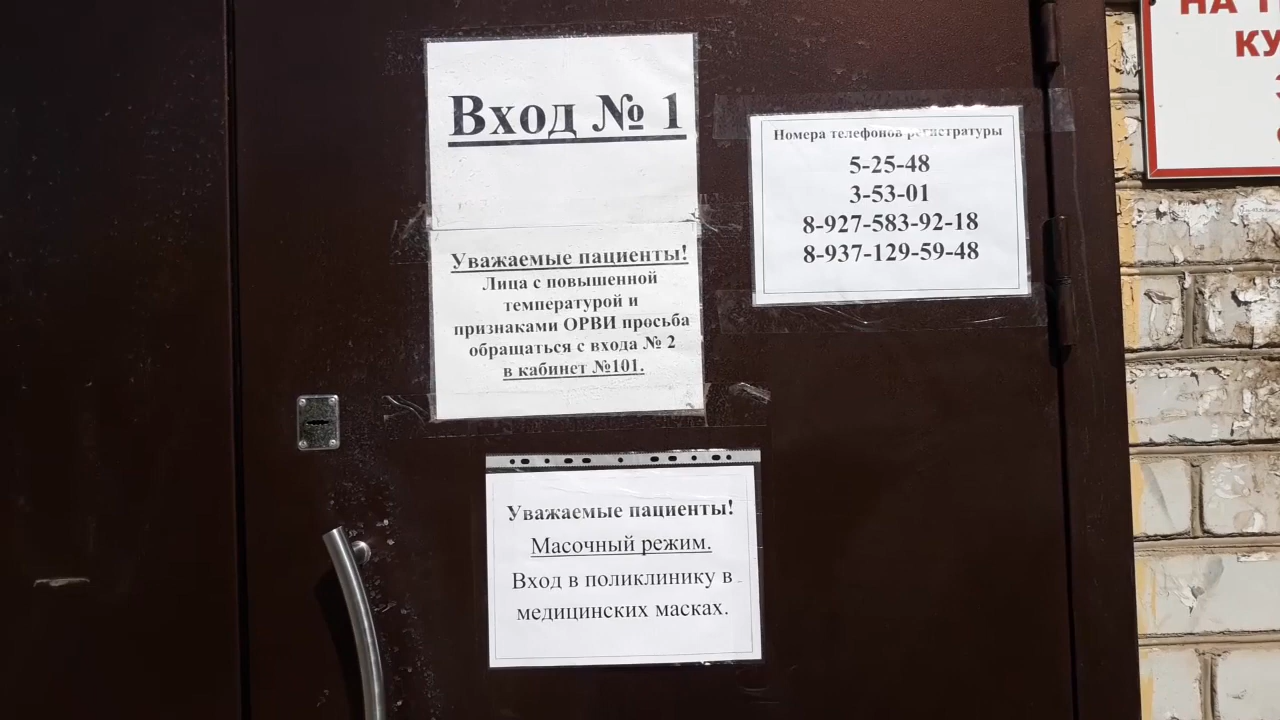 Вход № 1
Уважаемые пациенты!
Лица с повышенной
температурой и
признаками ОРВИ просьба
обращаться с входа № 2
в кабинет №101.
Номера телефонов регистратуры
5-25-48
3-53-01
8-927-583-92-18
8-937-129-59-48
Уважаемые пациенты!
Масочный режим.
Вход в поликлинику в
медицинских масках.
НА
КУ